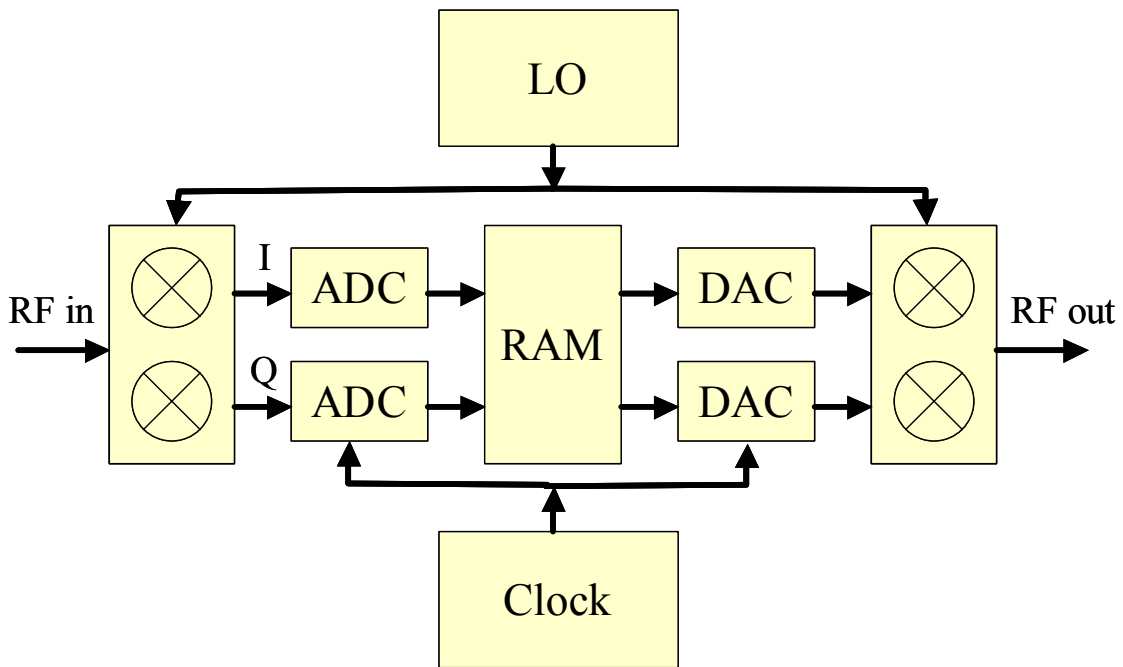 LO
I
ADC
DAC
RF in
RAM
RF out
Q
ADC
DAC
Clock